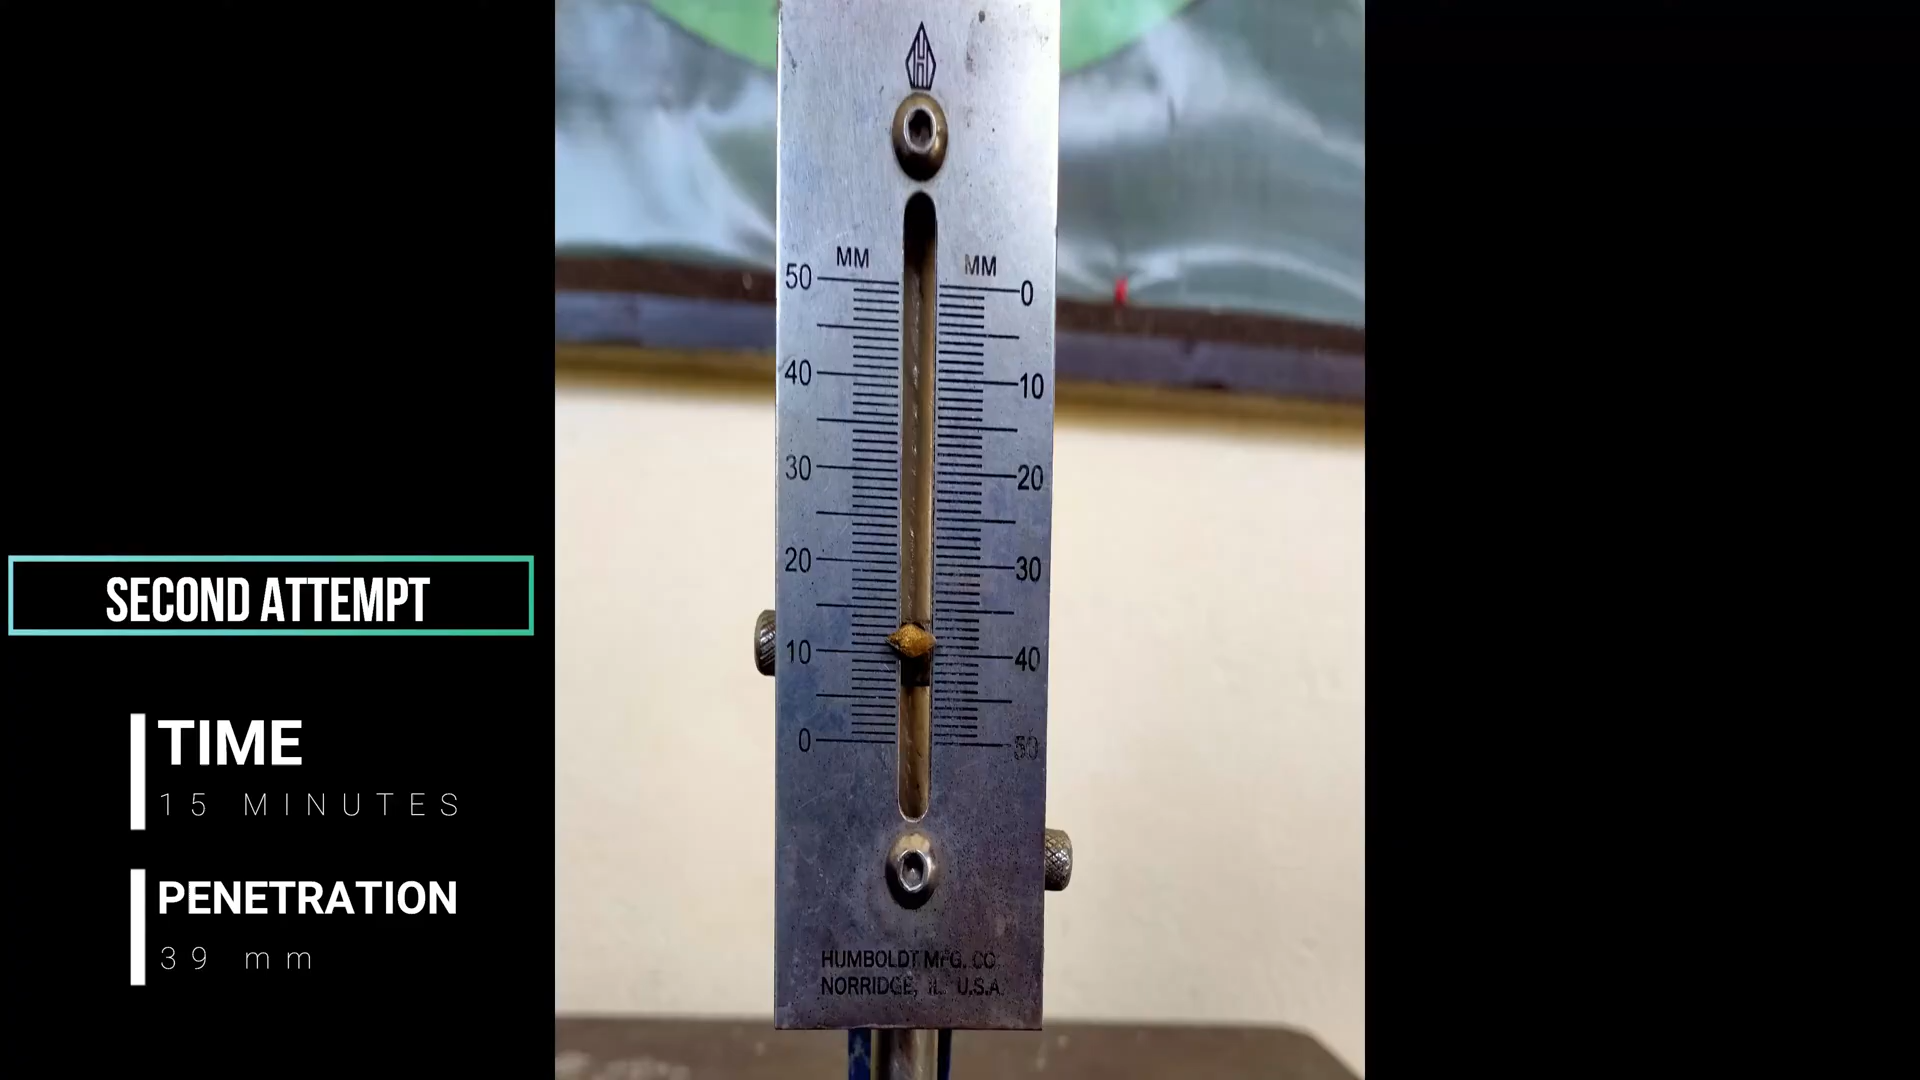 SECOND ATTEMPT
TIME
15 MINUTES
PENETRATION
39 mm
MM MM
50 0
40 10
30 20
20 30
10 40
0 50
HUMBOLDT MFG. CO
NORRIDGE, IL U.S.A.